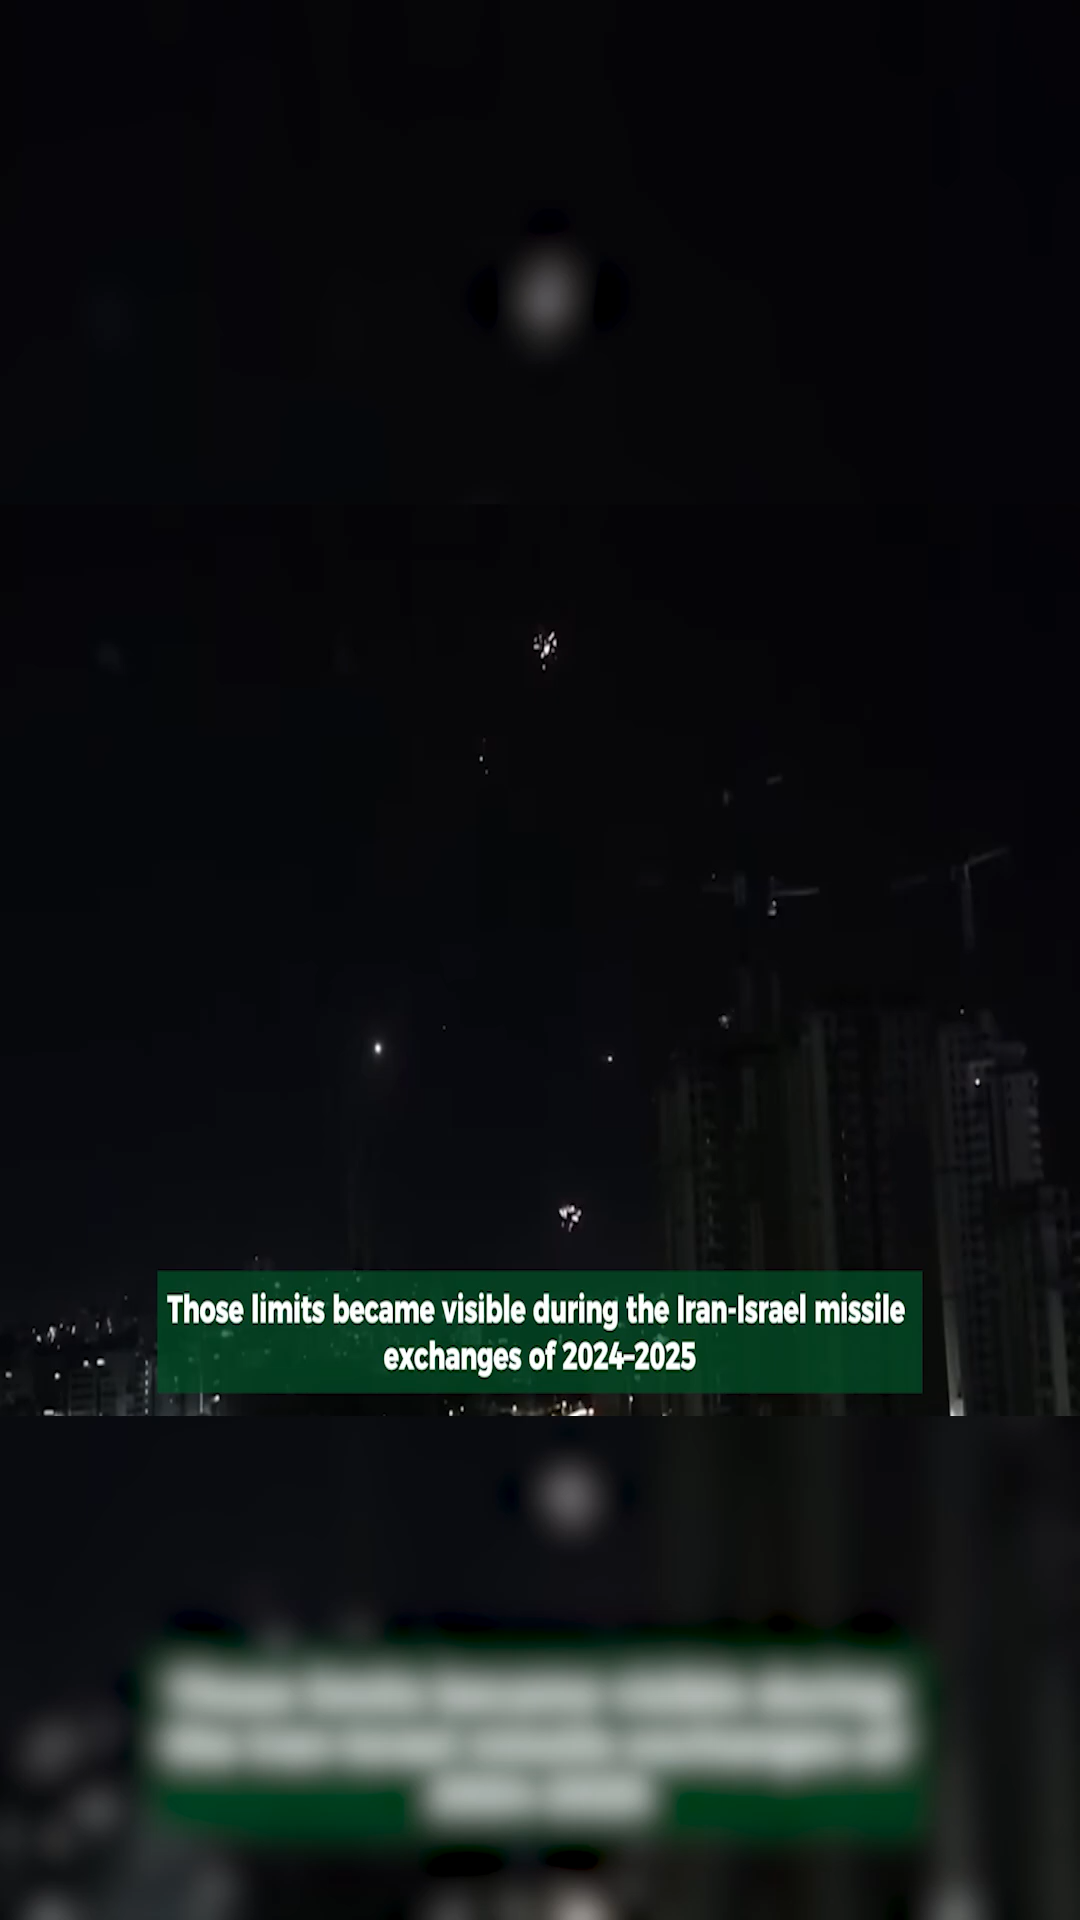 Those limits became visible during the Iran-Israel missile
exchanges of 2024-2025